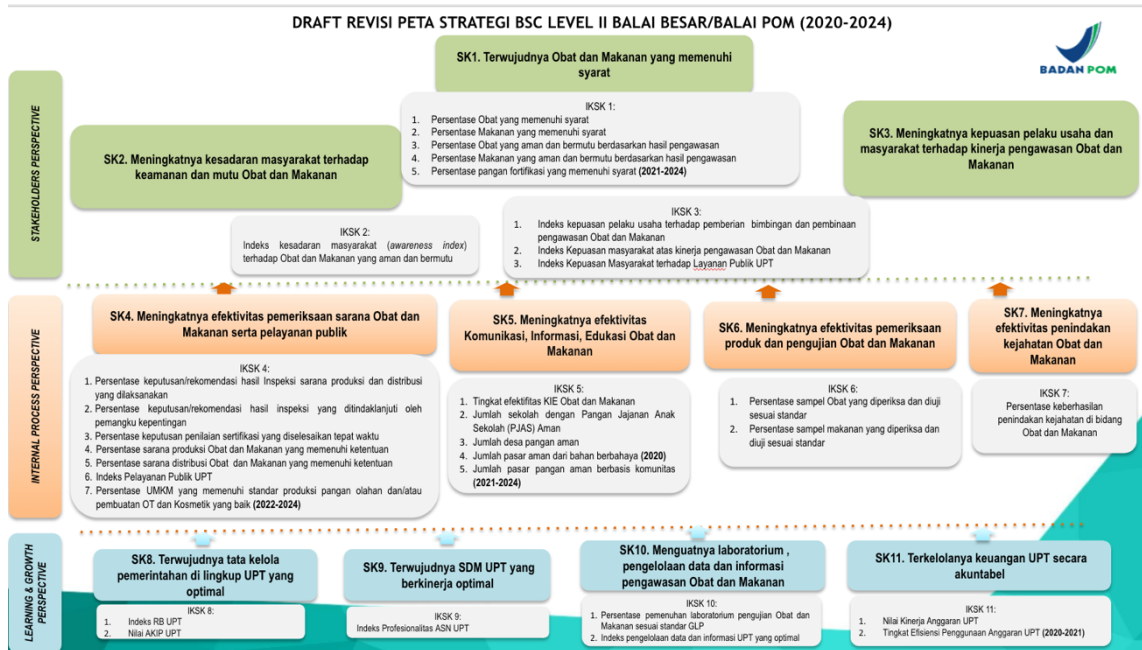 DRAFT REVISI PETA STRATEGI BSC LEVEL II BALAI BESAR/BALAI POM (2020-2024)
BADAN POM
STAKEHOLDERS PERSPECTIVE
SK1. Terwujudnya Obat dan Makanan yang memenuhi
syarat
IKSK 1:
1. Persentase Obat yang memenuhi syarat
2. Persentase Makanan yang memenuhi syarat
3. Persentase Obat yang aman dan bermutu berdasarkan hasil pengawasan
4. Persentase Makanan yang aman dan bermutu berdasarkan hasil pengawasan
5. Persentase pangan fortifikasi yang memenuhi syarat (2021-2024)
SK2. Meningkatnya kesadaran masyarakat terhadap
keamanan dan mutu Obat dan Makanan
IKSK 2:
Indeks kesadaran masyarakat (awareness index)
terhadap Obat dan Makanan yang aman dan bermutu
SK3. Meningkatnya kepuasan pelaku usaha dan
masyarakat terhadap kinerja pengawasan Obat dan
Makanan
IKSK 3:
1. Indeks kepuasan pelaku usaha terhadap pemberian bimbingan dan pembinaan
pengawasan Obat dan Makanan
2. Indeks Kepuasan masyarakat atas kinerja pengawasan Obat dan Makanan
3. Indeks Kepuasan Masyarakat terhadap Layanan Publik UPT
INTERNAL PROCESS PERSPECTIVE
SK4. Meningkatnya efektivitas pemeriksaan sarana Obat dan
Makanan serta pelayanan publik
IKSK 4:
1. Persentase keputusan/rekomendasi hasil Inspeksi sarana produksi dan distribusi
yang dilaksanakan
2. Persentase keputusan/rekomendasi hasil inspeksi yang ditindaklanjuti oleh
pemangku kepentingan
3. Persentase keputusan penilaian sertifikasi yang diselesaikan tepat waktu
4. Persentase sarana produksi Obat dan Makanan yang memenuhi ketentuan
5. Persentase sarana distribusi Obat dan Makanan yang memenuhi ketentuan
6. Indeks Pelayanan Publik UPT
7. Persentase UMKM yang memenuhi standar produksi pangan olahan dan/atau
pembuatan OT dan Kosmetik yang baik (2022-2024)
SK5. Meningkatnya efektivitas
Komunikasi, Informasi, Edukasi Obat dan
Makanan
IKSK 5:
1. Tingkat efektifitas KIE Obat dan Makanan
2. Jumlah sekolah dengan Pangan Jajanan Anak
Sekolah (PJAS) Aman
3. Jumlah desa pangan aman
4. Jumlah pasar aman dari bahan berbahaya (2020)
5. Jumlah pasar pangan aman berbasis komunitas
(2021-2024)
SK6. Meningkatnya efektivitas pemeriksaan
produk dan pengujian Obat dan Makanan
IKSK 6:
1. Persentase sampel Obat yang diperiksa dan diuji
sesuai standar
2. Persentase sampel makanan yang diperiksa dan
diuji sesuai standar
SK7. Meningkatnya
efektivitas penindakan
kejahatan Obat dan
Makanan
IKSK 7:
Persentase keberhasilan
penindakan kejahatan di bidang
Obat dan Makanan
LEARNING & GROWTH
PERSPECTIVE
SK8. Terwujudnya tata kelola
pemerintahan di lingkup UPT yang
optimal
IKSK 8:
1. Indeks RB UPT
2. Nilai AKIP UPT
SK9. Terwujudnya SDM UPT yang
berkinerja optimal
IKSK 9:
Indeks Profesionalitas ASN UPT
SK10. Menguatnya laboratorium ,
pengelolaan data dan informasi
pengawasan Obat dan Makanan
IKSK 10:
1. Persentase pemenuhan laboratorium pengujian Obat dan
Makanan sesuai standar GLP
2. Indeks pengelolaan data dan informasi UPT yang optimal
SK11. Terkelolanya keuangan UPT secara
akuntabel
IKSK 11:
1. Nilai Kinerja Anggaran UPT
2. Tingkat Efisiensi Penggunaan Anggaran UPT (2020-2021)